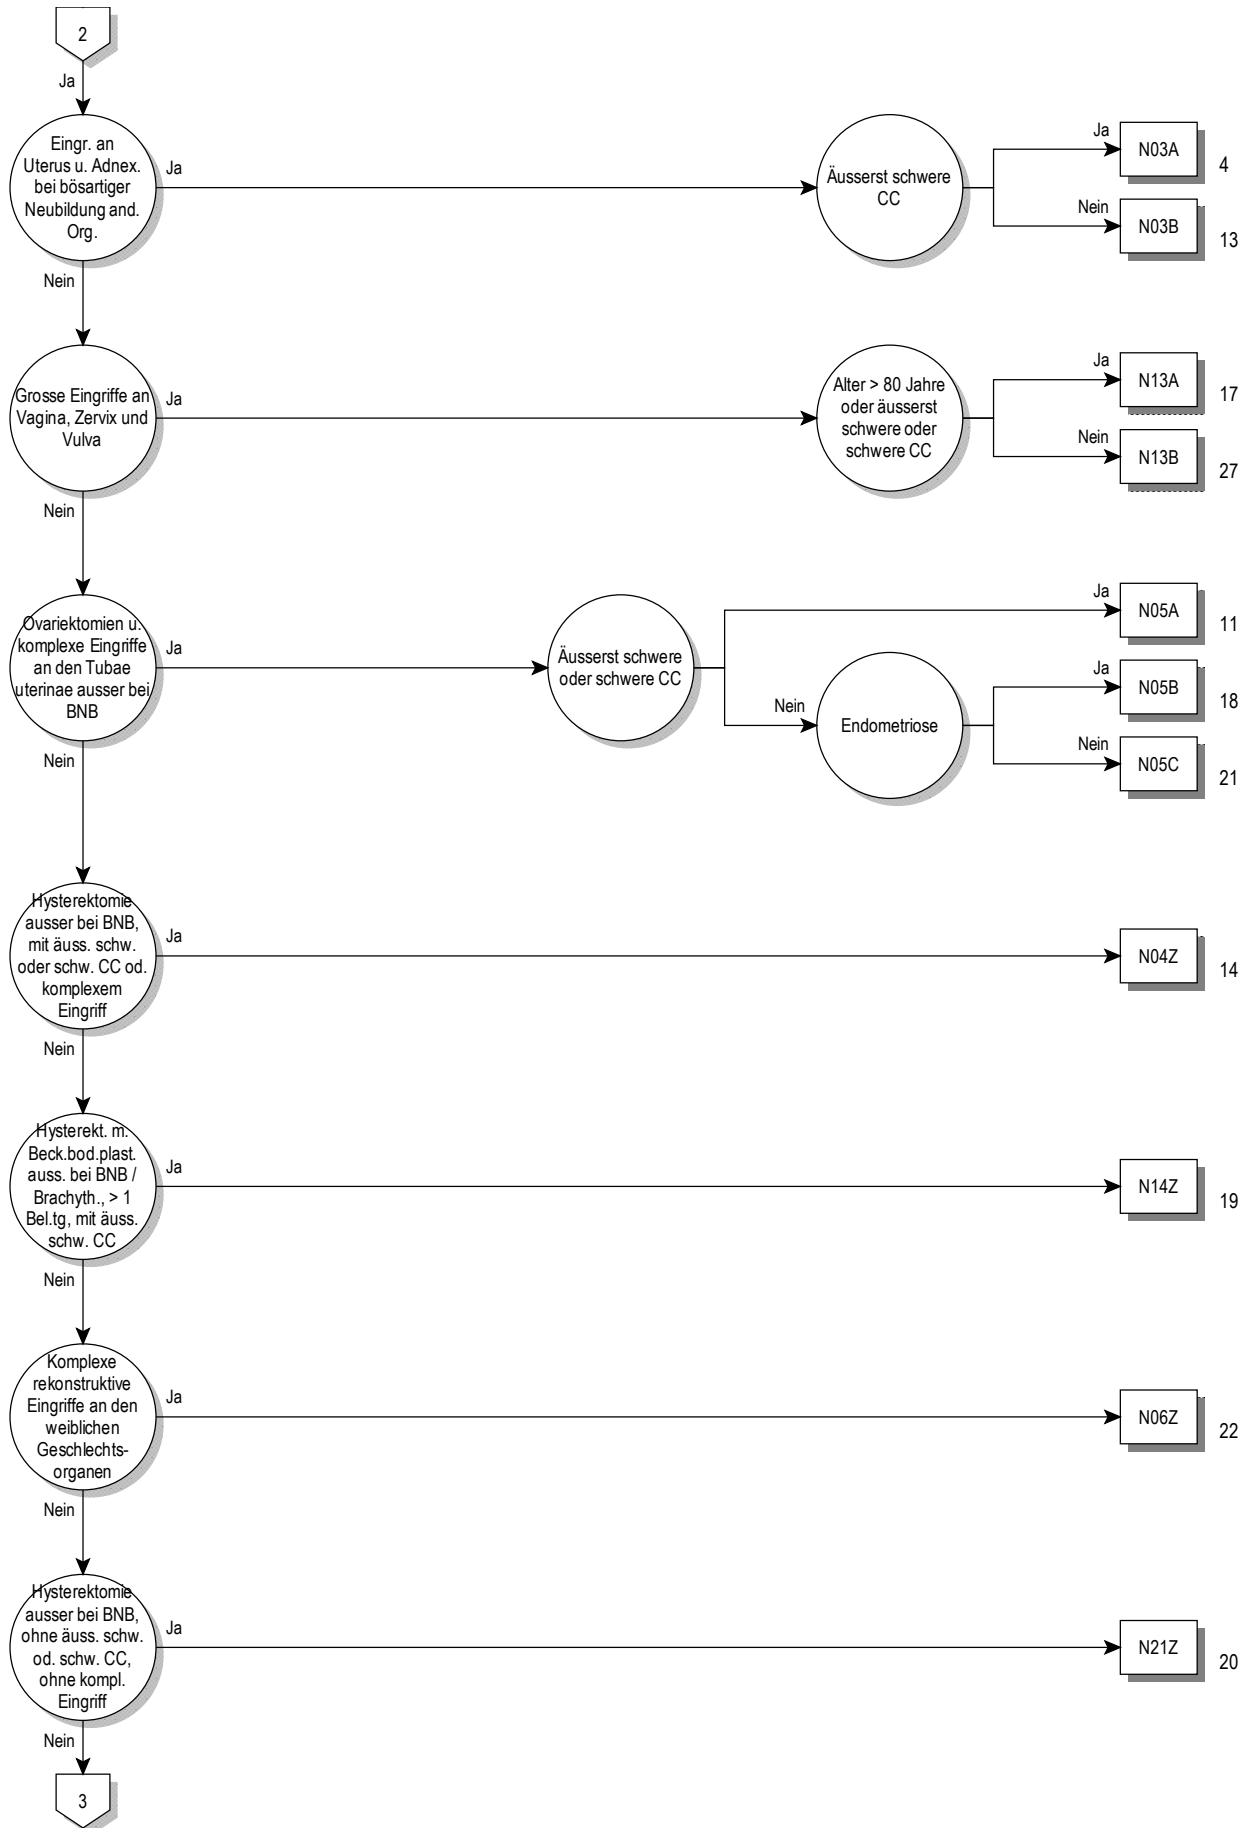 2
Ja
Eingr. an
Uterus u. Adnex.
bei bösartiger
Neubildung and.
Org.
Ja
Äusserst schwere
CC
Ja
N03A
4
Nein
N03B
13
Nein
Grosse Eingriffe an
Vagina, Zervix und
Vulva
Ja
Alter > 80 Jahre
oder äusserst
schwere oder
schwere CC
Ja
N13A
17
Nein
N13B
27
Nein
Ovariektomien u.
komplexe Eingriffe
an den Tubae
uterinae ausser bei
BNB
Ja
Äusserst schwere
oder schwere CC
Ja
N05A
11
Nein
Endometriose
Ja
N05B
18
Nein
N05C
21
Nein
Hysterektomie
ausser bei BNB,
mit äuss. schw.
oder schw. CC od.
komplexem
Eingriff
Ja
N04Z
14
Nein
Hysterekt. m.
Beck.bod.plast.
auss. bei BNB /
Brachyth., > 1
Bel.tg, mit äuss.
schw. CC
Ja
N14Z
19
Nein
Komplexe
rekonstruktive
Eingriffe an den
weiblichen
Geschlechts-
organen
Ja
N06Z
22
Nein
Hysterektomie
ausser bei BNB,
ohne äuss. schw.
od. schw. CC,
ohne kompl.
Eingriff
Ja
N21Z
20
Nein
3